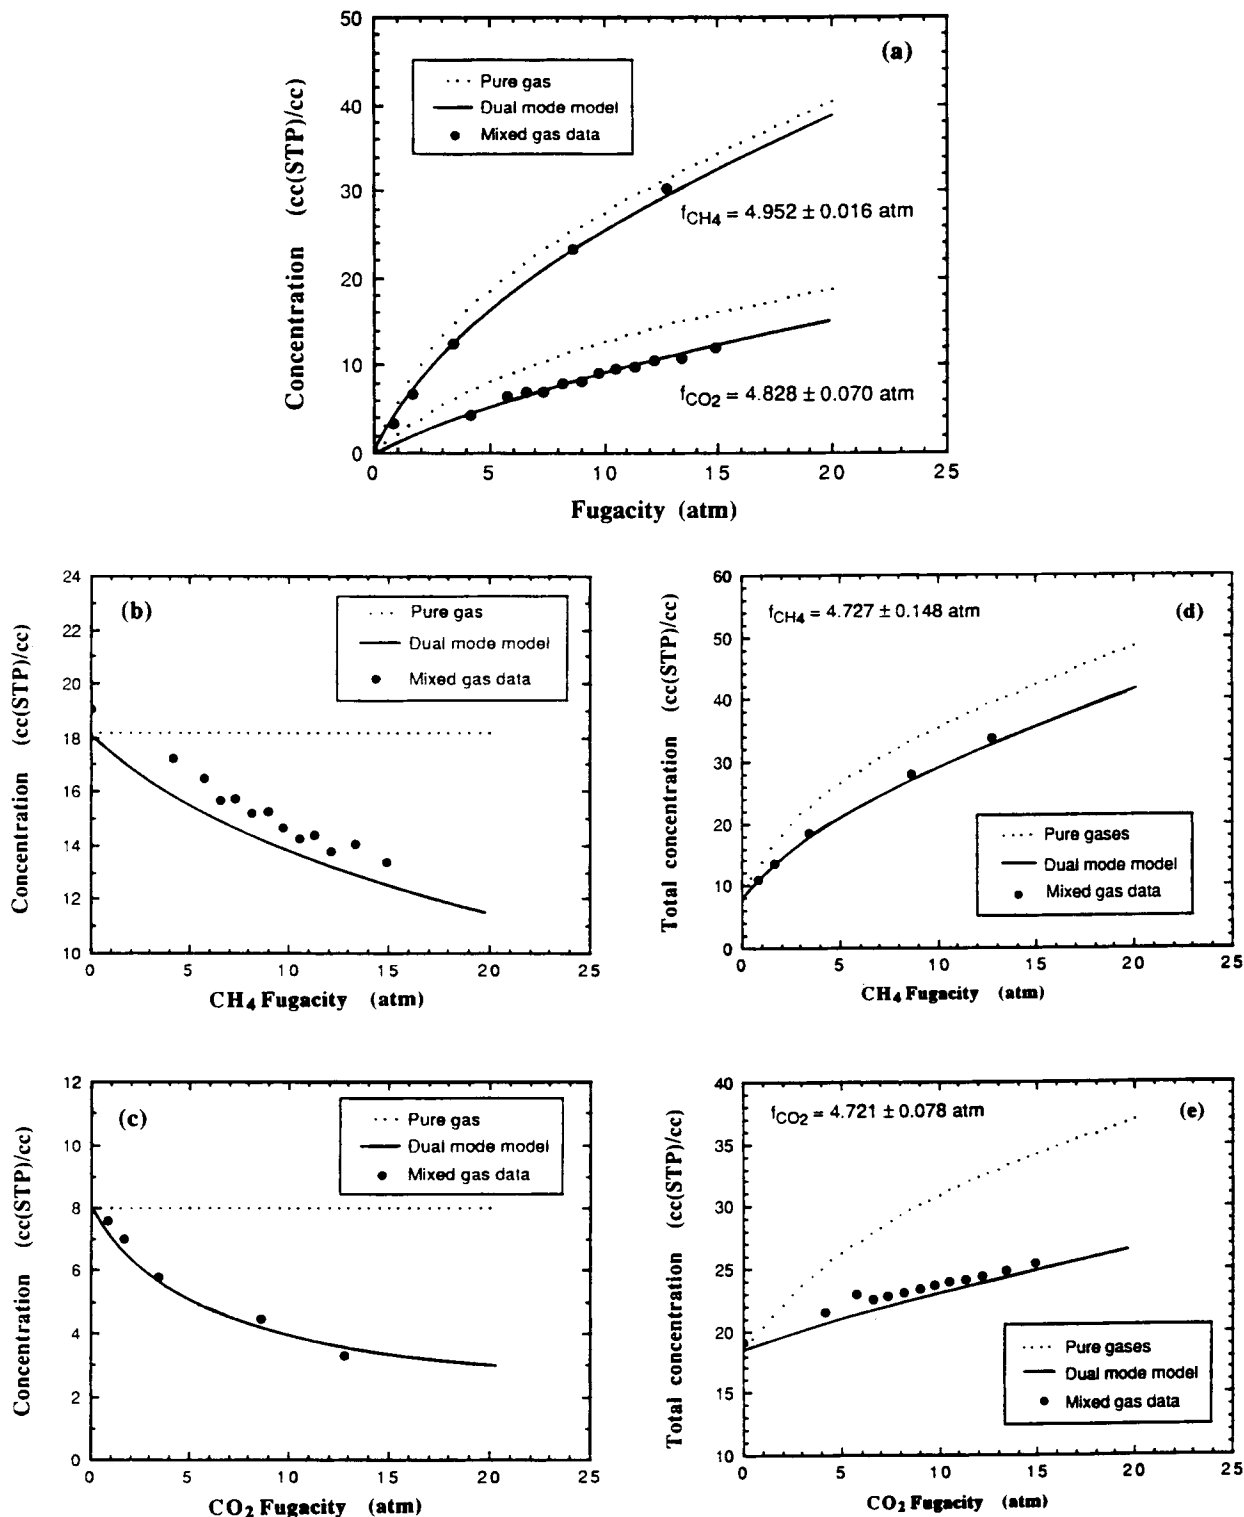 (a)
Pure gas
Dual mode model
Mixed gas data
Concentration (cc(STP)/cc)
50
40
30
20
10
0
f_CH4 = 4.952 ± 0.016 atm
f_CO2 = 4.828 ± 0.070 atm
0 5 10 15 20 25
Fugacity (atm)
(b)
Pure gas
Dual mode model
Mixed gas data
Concentration (cc(STP)/cc)
24
22
20
18
16
14
12
10
0 5 10 15 20 25
CH4 Fugacity (atm)
f_CH4 = 4.727 ± 0.148 atm
(d)
Total concentration (cc(STP)/cc)
60
50
40
30
20
10
0
Pure gases
Dual mode model
Mixed gas data
0 5 10 15 20 25
CH4 Fugacity (atm)
(c)
Pure gas
Dual mode model
Mixed gas data
Concentration (cc(STP)/cc)
12
10
8
6
4
2
0
0 5 10 15 20 25
CO2 Fugacity (atm)
f_CO2 = 4.721 ± 0.078 atm
(e)
Total concentration (cc(STP)/cc)
40
35
30
25
20
15
10
Pure gases
Dual mode model
Mixed gas data
0 5 10 15 20 25
CO2 Fugacity (atm)